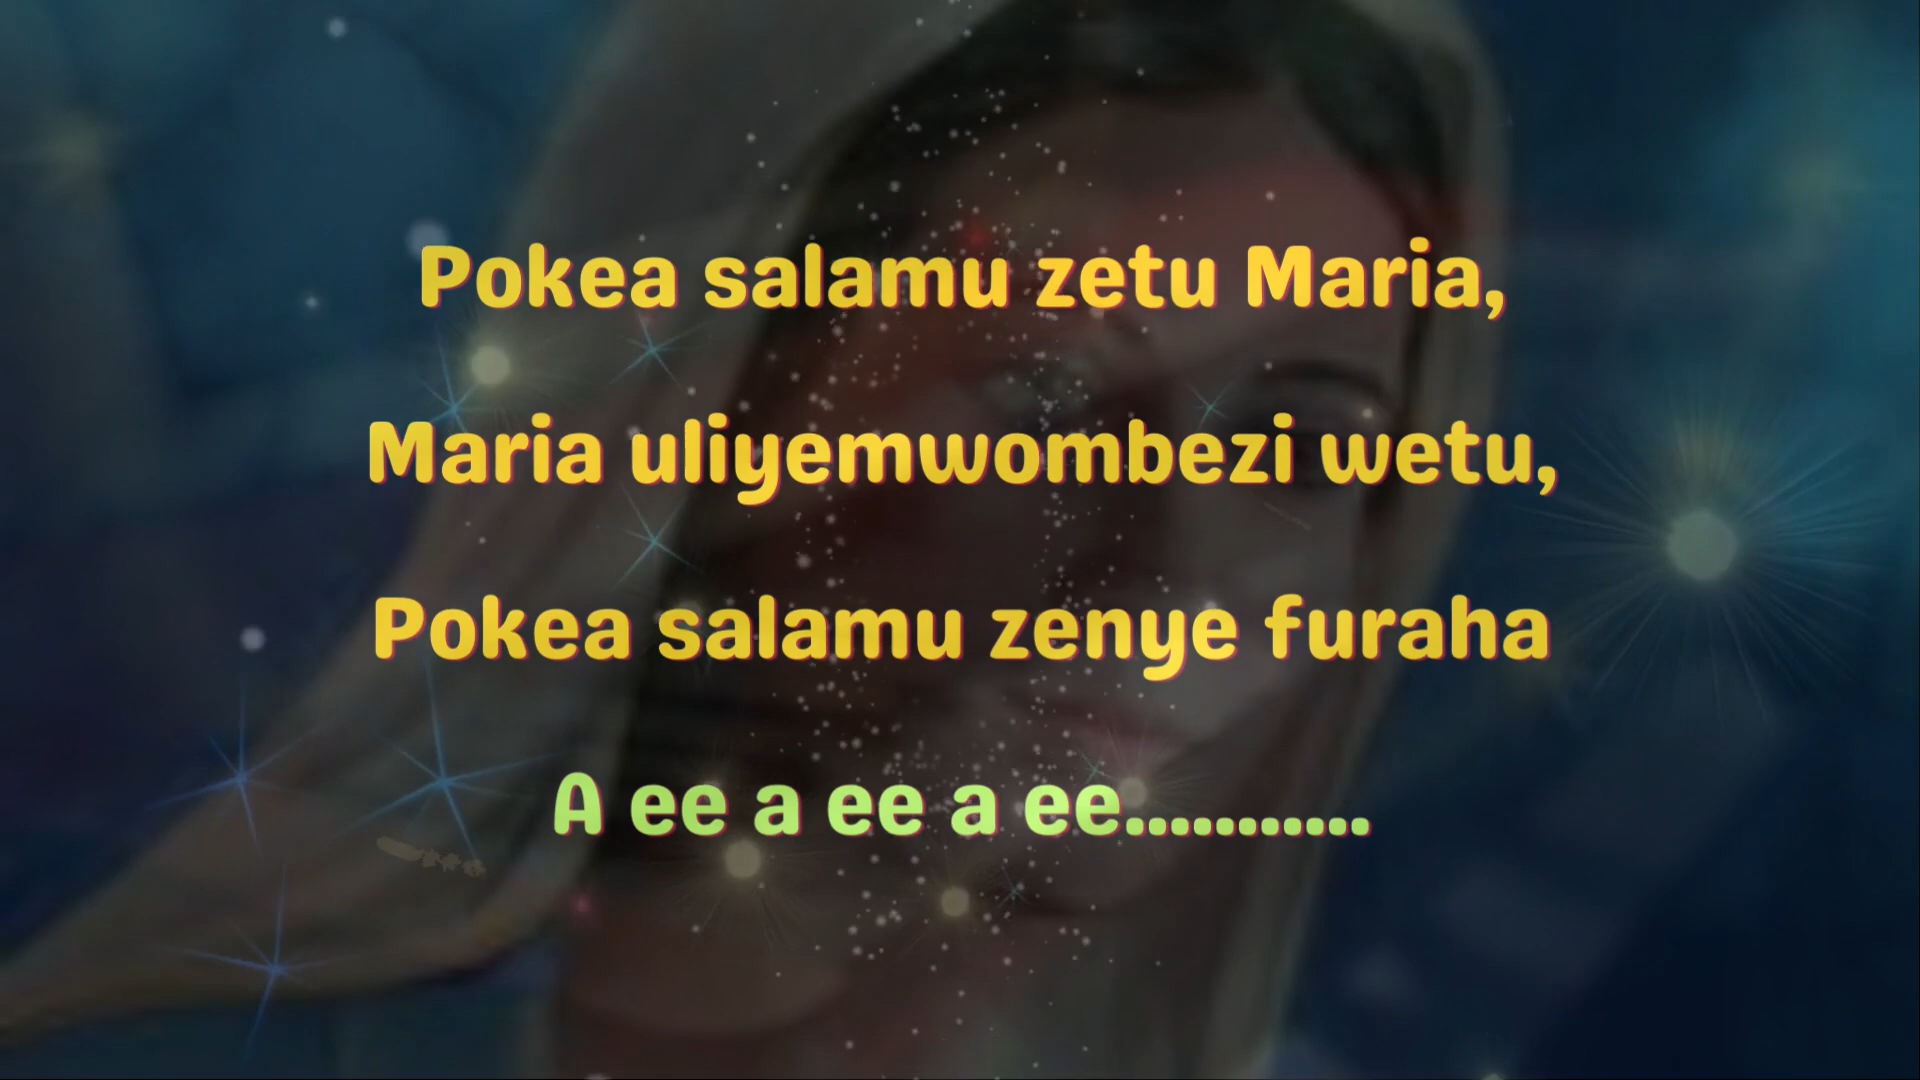 Pokea salamu zetu Maria,
Maria uliyemwombezi wetu,
Pokea salamu zenye furaha
A ee a ee a ee...........